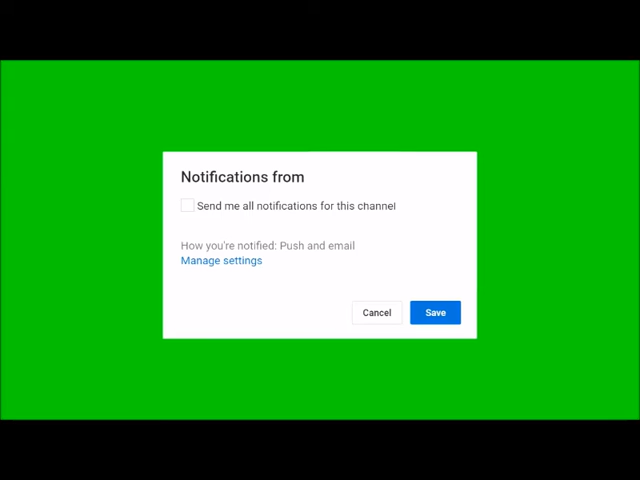 Notifications from
Send me all notifications for this channel
How you're notified: Push and email
Manage settings
Cancel
Save